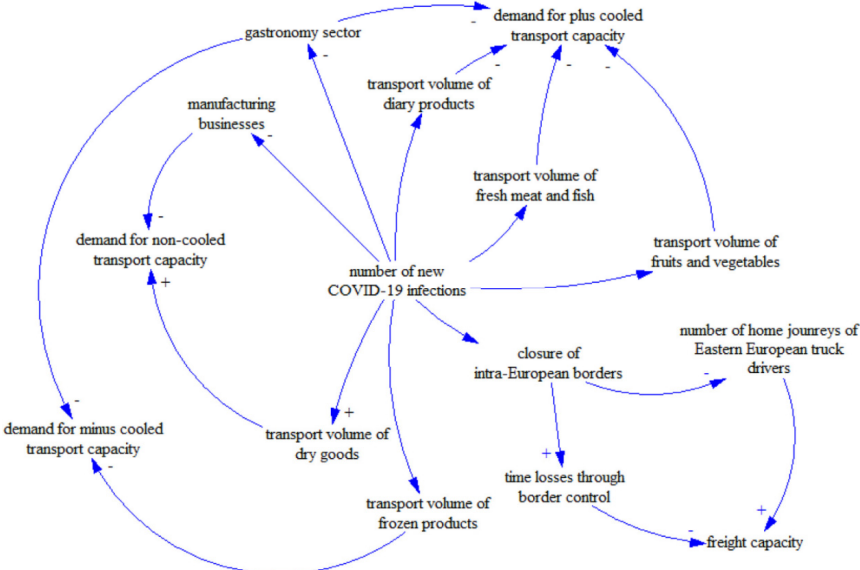 demand for plus cooled
transport capacity
-
gastronomy sector
-
-
-
-
transport volume of
diary products
manufacturing
businesses
-
transport volume of
fresh meat and fish
-
demand for non-cooled
transport capacity
+
transport volume of
fruits and vegetables
number of new
COVID-19 infections
number of home jounreys of
Eastern European truck
drivers
-
closure of
intra-European borders
-
demand for minus cooled
transport capacity
-
+
transport volume of
dry goods
+
time losses through
border control
transport volume of
frozen products
+
-
freight capacity